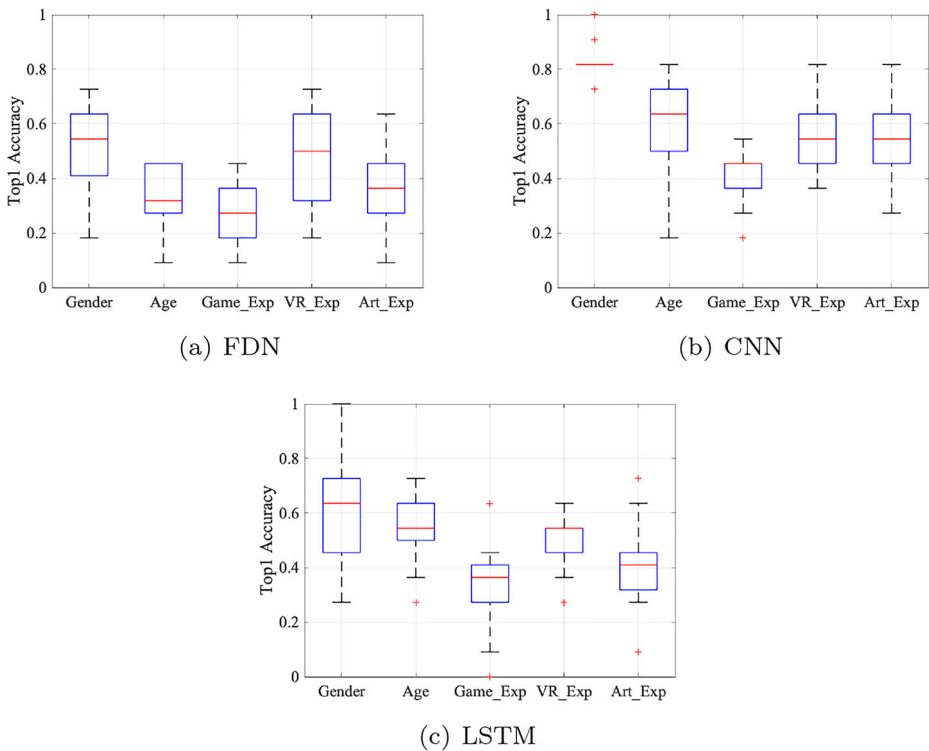 1
0.8
0.6
0.4
0.2
0
Top1 Accuracy
Gender Age Game_Exp VR_Exp Art_Exp
(a) FDN
1
0.8
0.6
0.4
0.2
0
Top1 Accuracy
Gender Age Game_Exp VR_Exp Art_Exp
(b) CNN
1
0.8
0.6
0.4
0.2
0
Top1 Accuracy
Gender Age Game_Exp VR_Exp Art_Exp
(c) LSTM